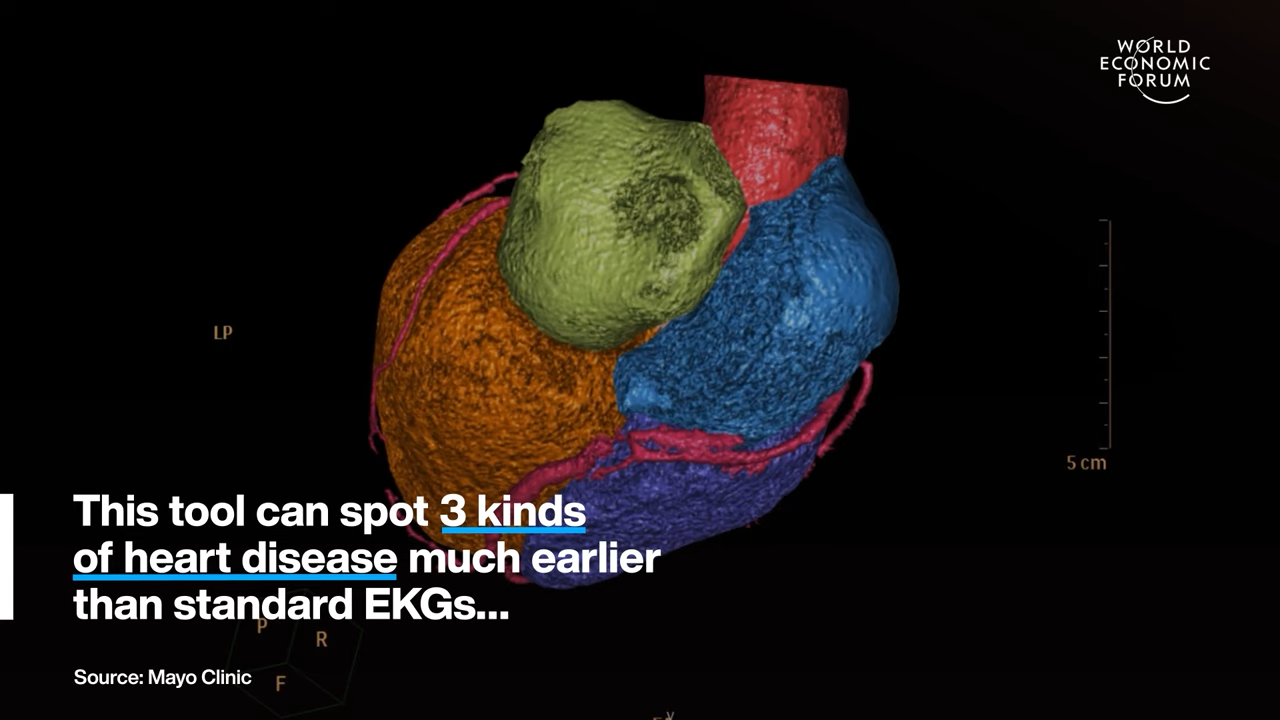 WORLD
ECONOMIC
FORUM
LP
5 cm
This tool can spot 3 kinds
of heart disease much earlier
than standard EKGs...
P
R
F
Source: Mayo Clinic